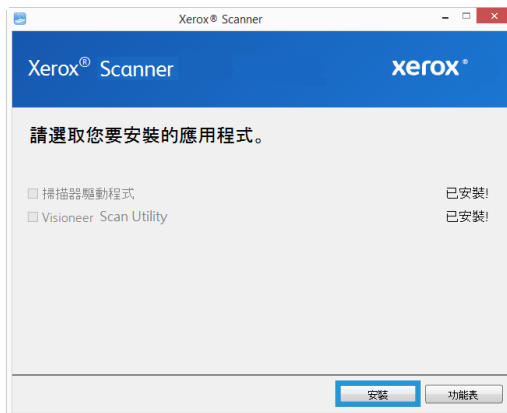 Xerox® Scanner
Xerox® Scanner
xerox®
請選取您要安裝的應用程式。
掃描器驅動程式 已安裝!
Visioneer Scan Utility 已安裝!
安裝 功能表